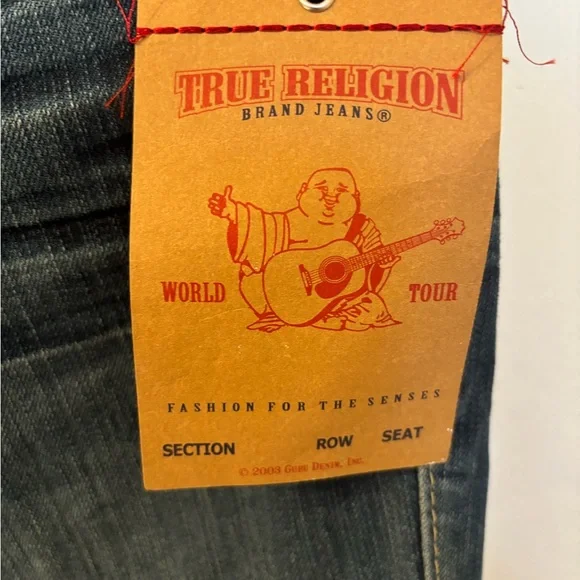 TRUE RELIGION
BRAND JEANS®
WORLD TOUR
FASHION FOR THE SENSES
SECTION ROW SEAT
© 2003 Guru Denim, Inc.